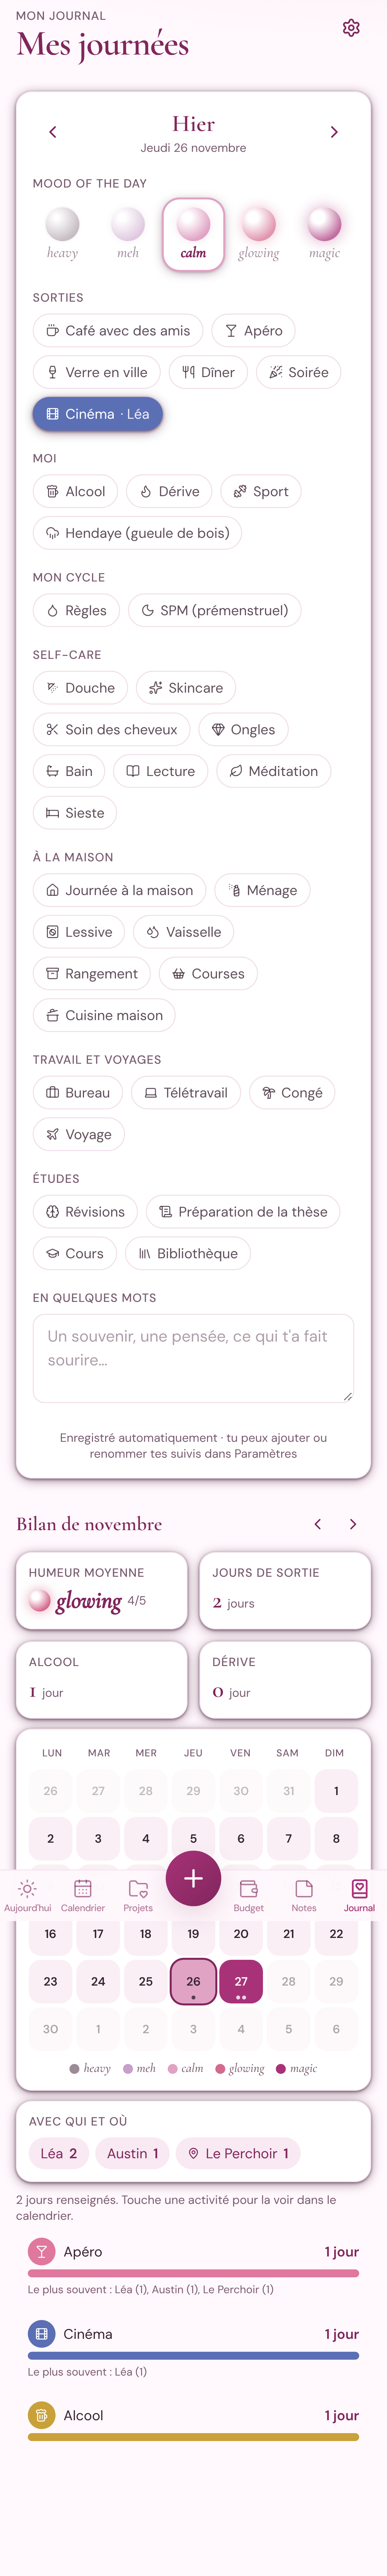 MON JOURNAL
Mes journées
Hier
Jeudi 26 novembre
MOOD OF THE DAY
heavy meh calm glowing magic
SORTIES
Café avec des amis Apéro
Verre en ville Dîner Soirée
Cinéma · Léa
MOI
Alcool Dérive Sport
Hendaye (gueule de bois)
MON CYCLE
Règles SPM (prémenstruel)
SELF-CARE
Douche Skincare
Soin des cheveux Ongles
Bain Lecture Méditation
Sieste
À LA MAISON
Journée à la maison Ménage
Lessive Vaisselle
Rangement Courses
Cuisine maison
TRAVAIL ET VOYAGES
Bureau Télétravail Congé
Voyage
ÉTUDES
Révisions Préparation de la thèse
Cours Bibliothèque
EN QUELQUES MOTS
Un souvenir, une pensée, ce qui t'a fait
sourire...
Enregistré automatiquement · tu peux ajouter ou
renommer tes suivis dans Paramètres
Bilan de novembre
HUMEUR MOYENNE
glowing 4/5
JOURS DE SORTIE
2 jours
ALCOOL
1 jour
DÉRIVE
0 jour
LUN MAR MER JEU VEN SAM DIM
26 27 28 29 30 31 1
2 3 4 5 6 7 8
Aujourd'hui Calendrier Projets + Budget Notes Journal
16 17 18 19 20 21 22
23 24 25 26 27 28 29
30 1 2 3 4 5 6
heavy meh calm glowing magic
AVEC QUI ET OÙ
Léa 2 Austin 1 Le Perchoir 1
2 jours renseignés. Touche une activité pour la voir dans le
calendrier.
Apéro 1 jour
Le plus souvent : Léa (1), Austin (1), Le Perchoir (1)
Cinéma 1 jour
Le plus souvent : Léa (1)
Alcool 1 jour